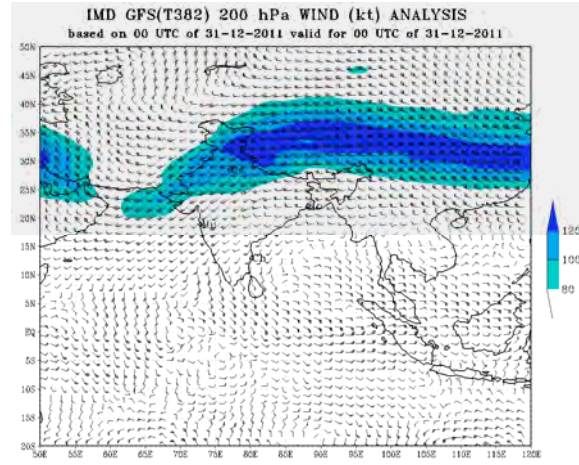 IMD GFS(T382) 200 hPa WIND (kt) ANALYSIS
based on 00 UTC of 31-12-2011 valid for 00 UTC of 31-12-2011
50N
45N
40N
35N
30N
25N
20N
15N
10N
5N
EQ
5S
10S
15S
20S
50E 55E 60E 65E 70E 75E 80E 85E 90E 95E 100E 105E 110E 115E 120E
120
100
80